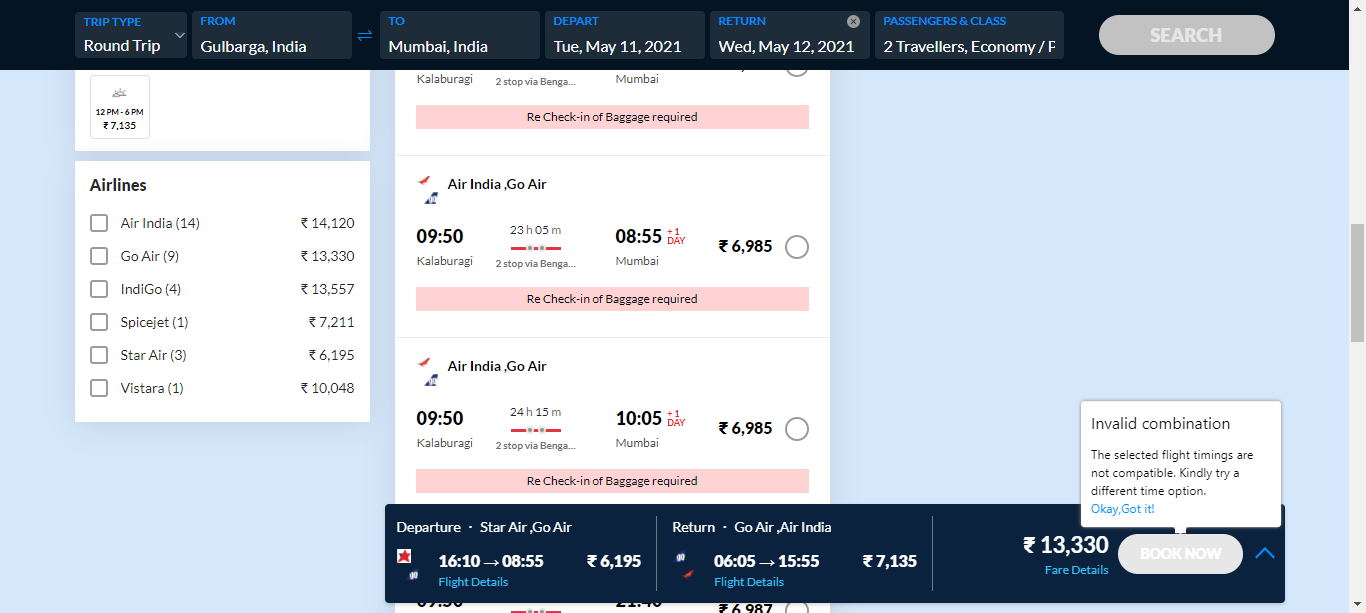 TRIP TYPE
Round Trip
FROM
Gulbarga, India
TO
Mumbai, India
DEPART
Tue, May 11, 2021
RETURN
Wed, May 12, 2021
PASSENGERS & CLASS
2 Travellers, Economy / P
SEARCH
12 PM - 6 PM
₹ 7,135
Airlines
Air India (14) ₹ 14,120
Go Air (9) ₹ 13,330
IndiGo (4) ₹ 13,557
Spicejet (1) ₹ 7,211
Star Air (3) ₹ 6,195
Vistara (1) ₹ 10,048
Kalaburagi 2 stop via Benga... Mumbai
Re Check-in of Baggage required
Air India ,Go Air
09:50 23 h 05 m 08:55 +1 DAY ₹ 6,985
Kalaburagi 2 stop via Benga... Mumbai
Re Check-in of Baggage required
Air India ,Go Air
09:50 24 h 15 m 10:05 +1 DAY ₹ 6,985
Kalaburagi 2 stop via Benga... Mumbai
Re Check-in of Baggage required
Invalid combination
The selected flight timings are
not compatible. Kindly try a
different time option.
Okay,Got it!
Departure · Star Air ,Go Air
16:10 → 08:55 ₹ 6,195
Flight Details
Return · Go Air ,Air India
06:05 → 15:55 ₹ 7,135
Flight Details
₹ 13,330
Fare Details
BOOK NOW
09:50 21:40 ₹ 6,987